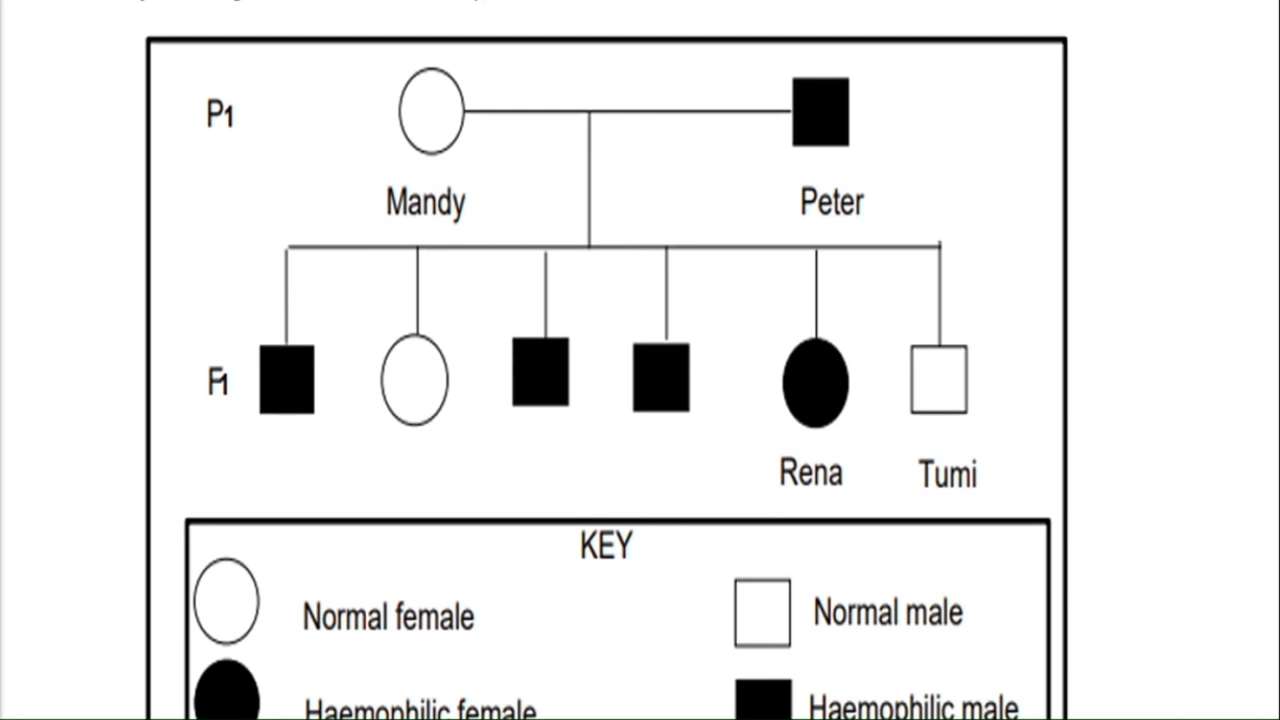 P1
Mandy Peter
F1
Rena Tumi
KEY
Normal female Normal male
Haemophilic female Haemophilic male